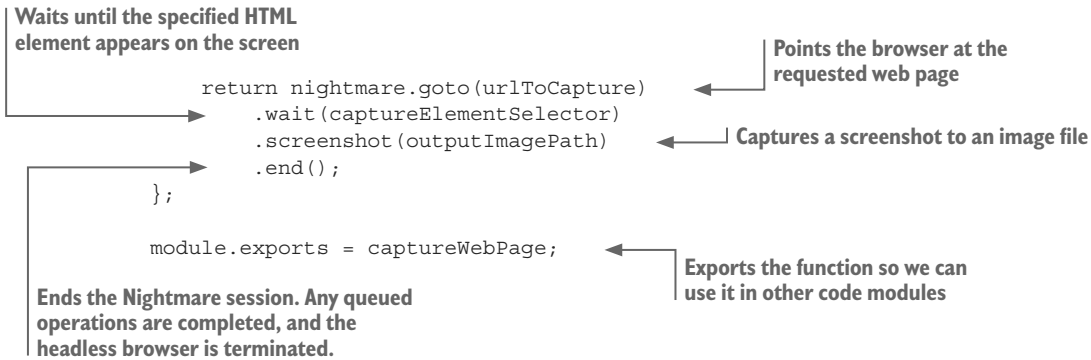 Waits until the specified HTML
element appears on the screen
Points the browser at the
requested web page
return nightmare.goto(urlToCapture)
.wait(captureElementSelector)
.screenshot(outputImagePath)
Captures a screenshot to an image file
.end();
};
module.exports = captureWebPage;
Exports the function so we can
use it in other code modules
Ends the Nightmare session. Any queued
operations are completed, and the
headless browser is terminated.